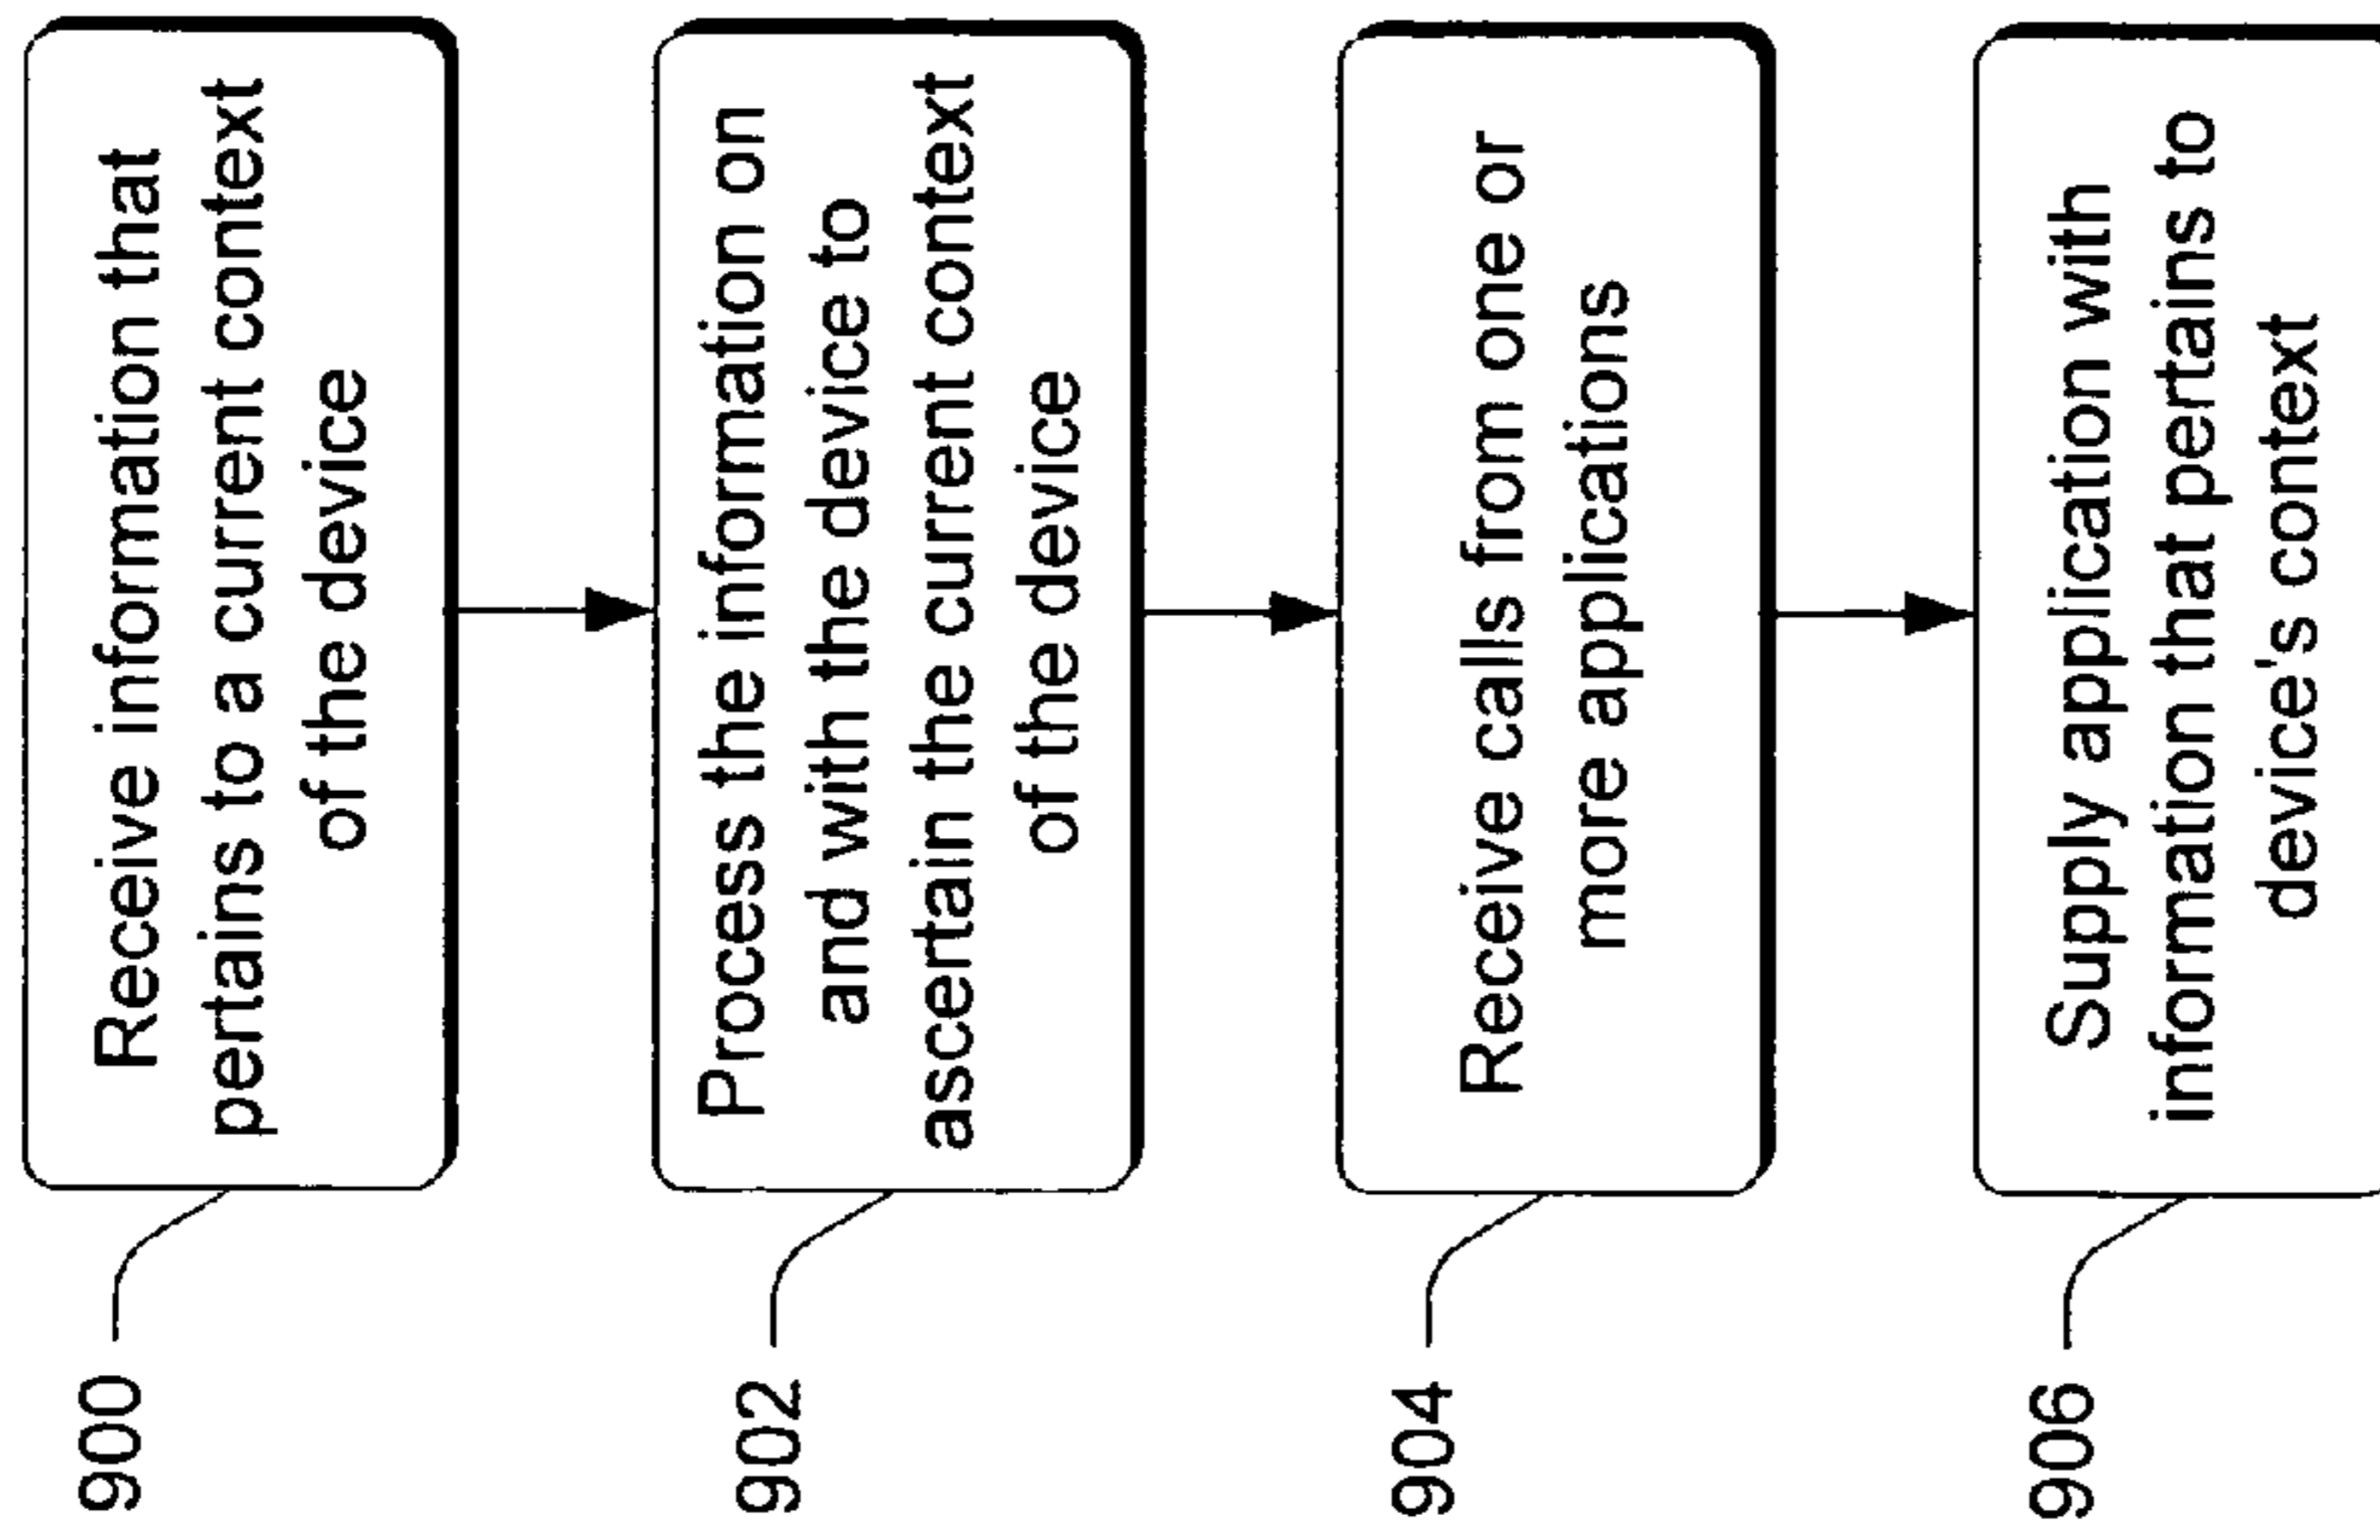 900
Receive information that
pertains to a current context
of the device
902
Process the information on
and with the device to
ascertain the current context
of the device
904
Receive calls from one or
more applications
906
Supply application with
information that pertains to
device's context